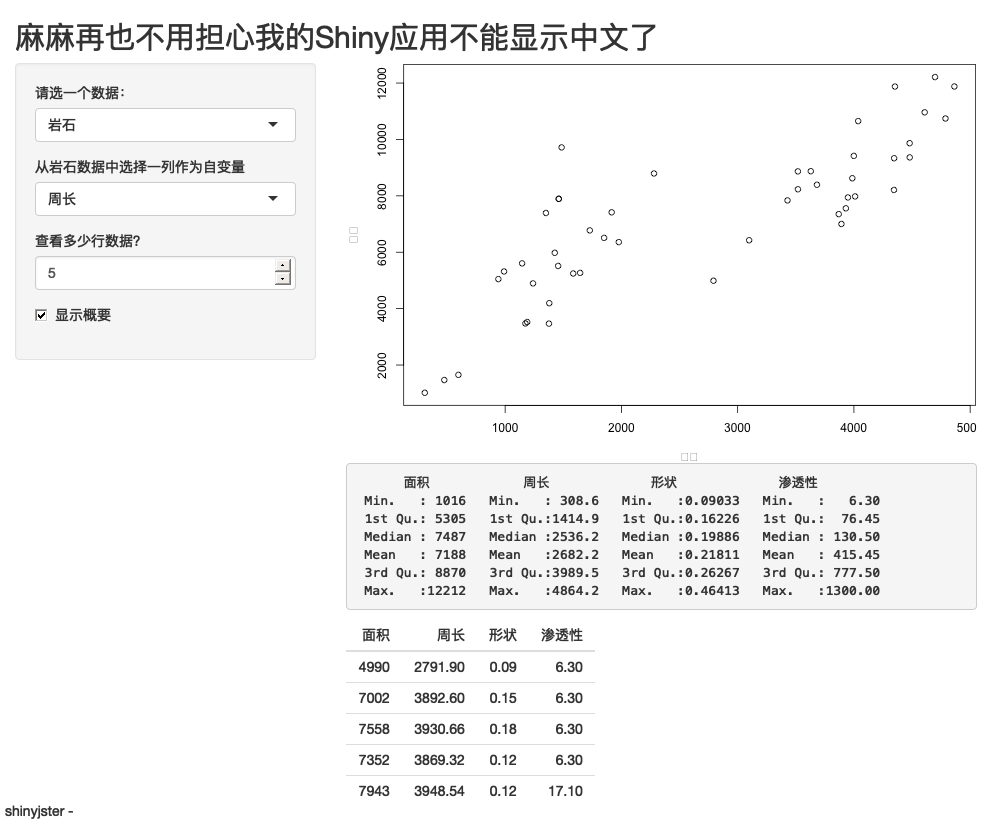 麻麻再也不用担心我的Shiny应用不能显示中文了
请选一个数据：
岩石
从岩石数据中选择一列作为自变量
周长
查看多少行数据?
5
显示概要
12000
10000
8000
6000
4000
2000
1000 2000 3000 4000 500
面积 周长 形状 渗透性
Min. : 1016 Min. : 308.6 Min. :0.09033 Min. : 6.30
1st Qu.: 5305 1st Qu.:1414.9 1st Qu.:0.16226 1st Qu.: 76.45
Median : 7487 Median :2536.2 Median :0.19886 Median : 130.50
Mean : 7188 Mean :2682.2 Mean :0.21811 Mean : 415.45
3rd Qu.: 8870 3rd Qu.:3989.5 3rd Qu.:0.26267 3rd Qu.: 777.50
Max. :12212 Max. :4864.2 Max. :0.46413 Max. :1300.00
面积 周长 形状 渗透性
4990 2791.90 0.09 6.30
7002 3892.60 0.15 6.30
7558 3930.66 0.18 6.30
7352 3869.32 0.12 6.30
7943 3948.54 0.12 17.10
shinyjster -